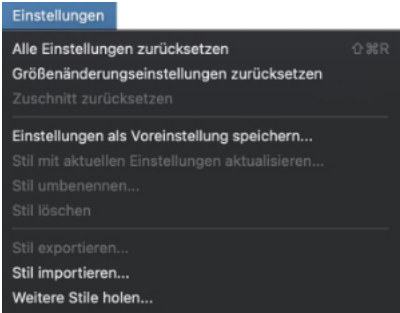 Einstellungen
Alle Einstellungen zurücksetzen ⇧⌘R
Größenänderungseinstellungen zurücksetzen
Zuschnitt zurücksetzen
Einstellungen als Voreinstellung speichern...
Stil mit aktuellen Einstellungen aktualisieren...
Stil umbenennen...
Stil löschen
Stil exportieren...
Stil importieren...
Weitere Stile holen...